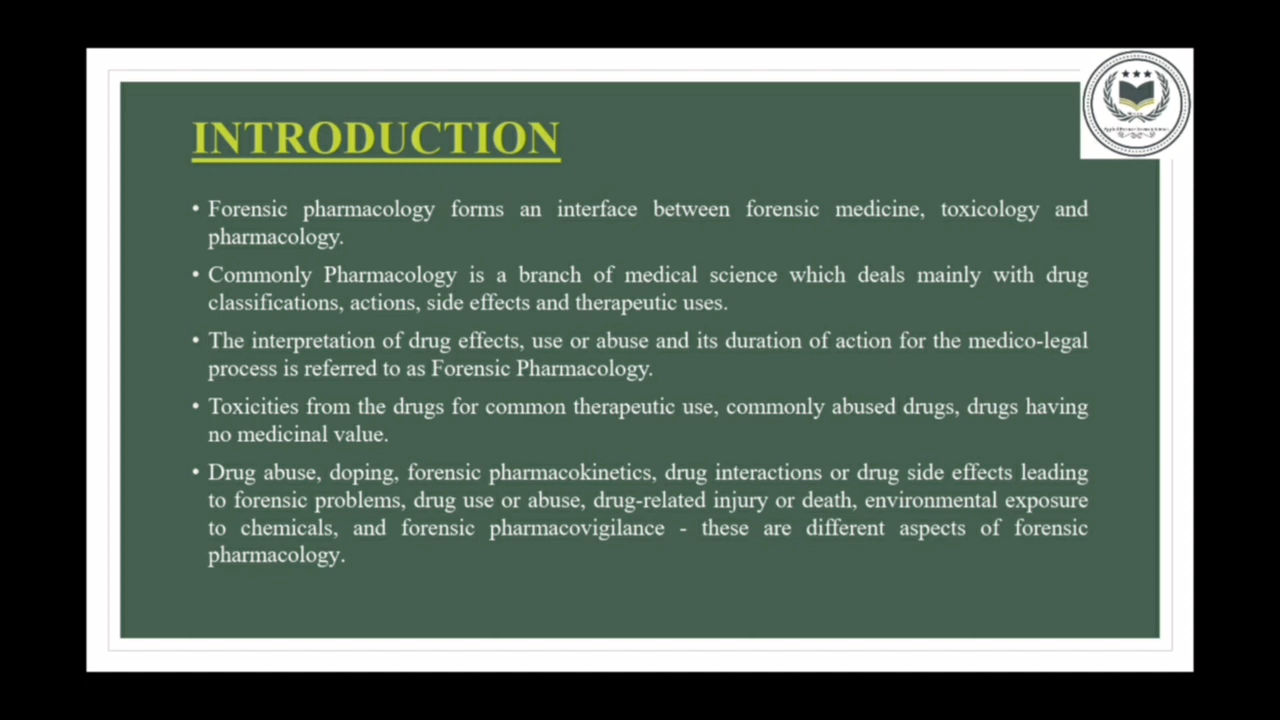 INTRODUCTION
• Forensic pharmacology forms an interface between forensic medicine, toxicology and
pharmacology.
• Commonly Pharmacology is a branch of medical science which deals mainly with drug
classifications, actions, side effects and therapeutic uses.
• The interpretation of drug effects, use or abuse and its duration of action for the medico-legal
process is referred to as Forensic Pharmacology.
• Toxicities from the drugs for common therapeutic use, commonly abused drugs, drugs having
no medicinal value.
• Drug abuse, doping, forensic pharmacokinetics, drug interactions or drug side effects leading
to forensic problems, drug use or abuse, drug-related injury or death, environmental exposure
to chemicals, and forensic pharmacovigilance - these are different aspects of forensic
pharmacology.